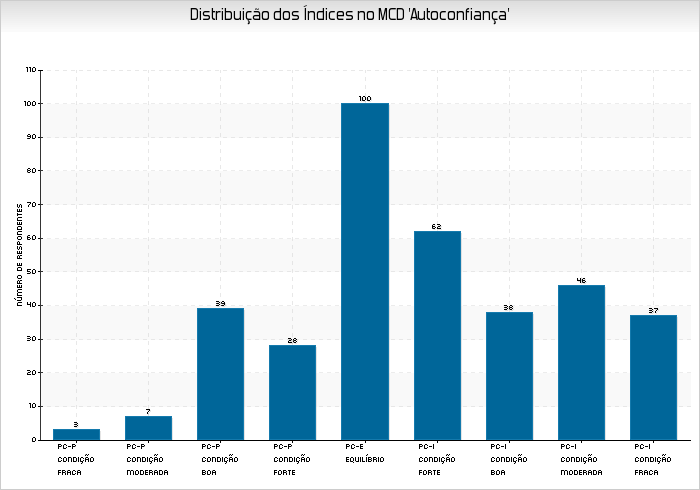 Distribuição dos Índices no MCD 'Autoconfiança'
NÚMERO DE RESPONDENTES
110
100
90
80
70
60
50
40
30
20
10
0
3
7
39
28
100
62
38
46
37
PC-P CONDIÇÃO FRACA
PC-P CONDIÇÃO MODERADA
PC-P CONDIÇÃO BOA
PC-P CONDIÇÃO FORTE
PC-E EQUILÍBRIO
PC-I CONDIÇÃO FORTE
PC-I CONDIÇÃO BOA
PC-I CONDIÇÃO MODERADA
PC-I CONDIÇÃO FRACA